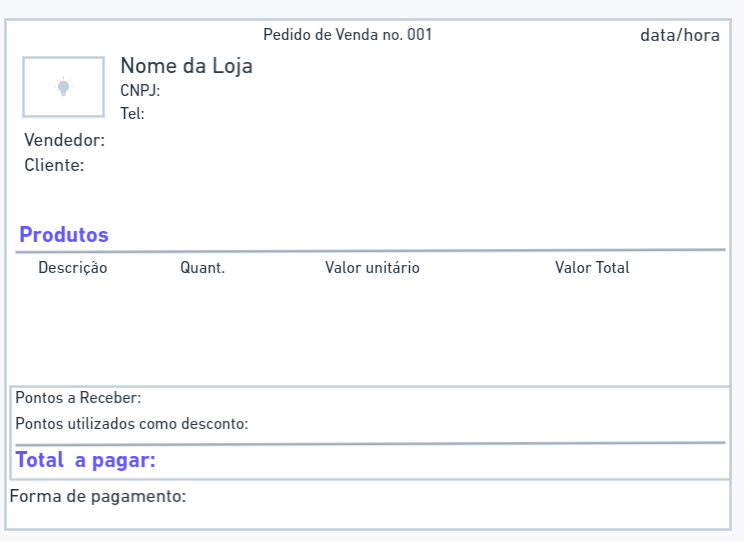 Pedido de Venda no. 001 data/hora
Nome da Loja
CNPJ:
Tel:
Vendedor:
Cliente:
Produtos
Descrição Quant. Valor unitário Valor Total
Pontos a Receber:
Pontos utilizados como desconto:
Total a pagar:
Forma de pagamento: